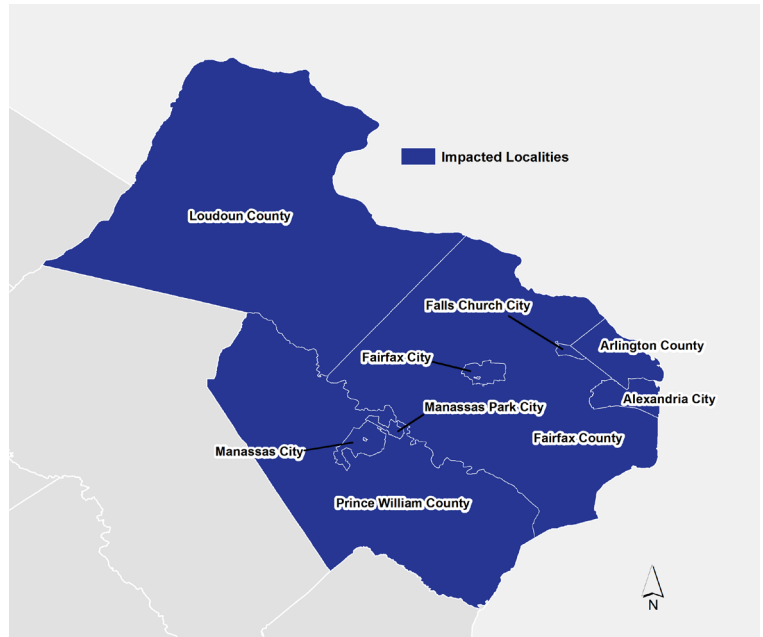 Impacted Localities
Loudoun County
Falls Church City
Arlington County
Fairfax City
Alexandria City
Manassas Park City
Fairfax County
Manassas City
Prince William County
N